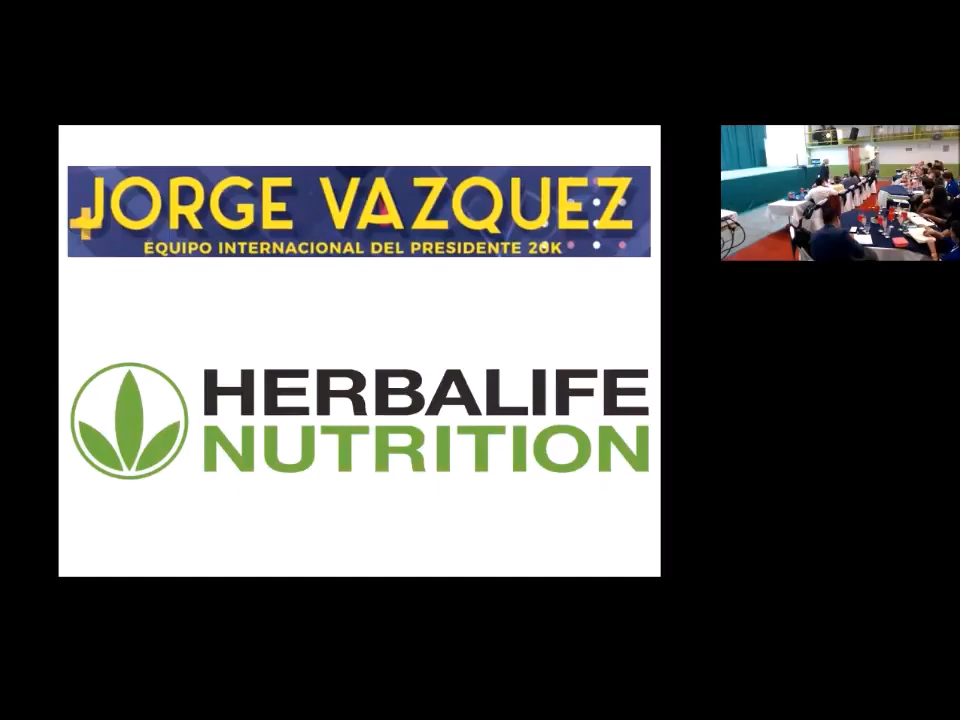 JORGE VAZQUEZ
EQUIPO INTERNACIONAL DEL PRESIDENTE 20K
HERBALIFE
NUTRITION